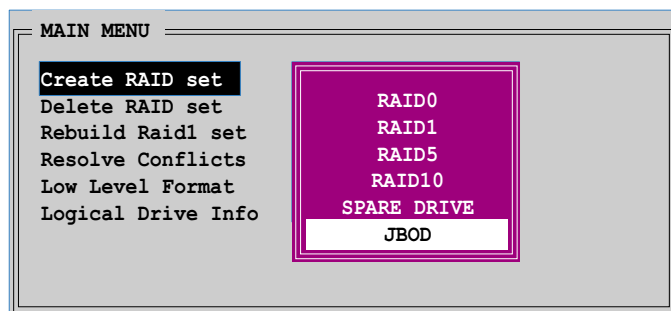 MAIN MENU
Create RAID set
Delete RAID set
Rebuild Raid1 set
Resolve Conflicts
Low Level Format
Logical Drive Info
RAID0
RAID1
RAID5
RAID10
SPARE DRIVE
JBOD